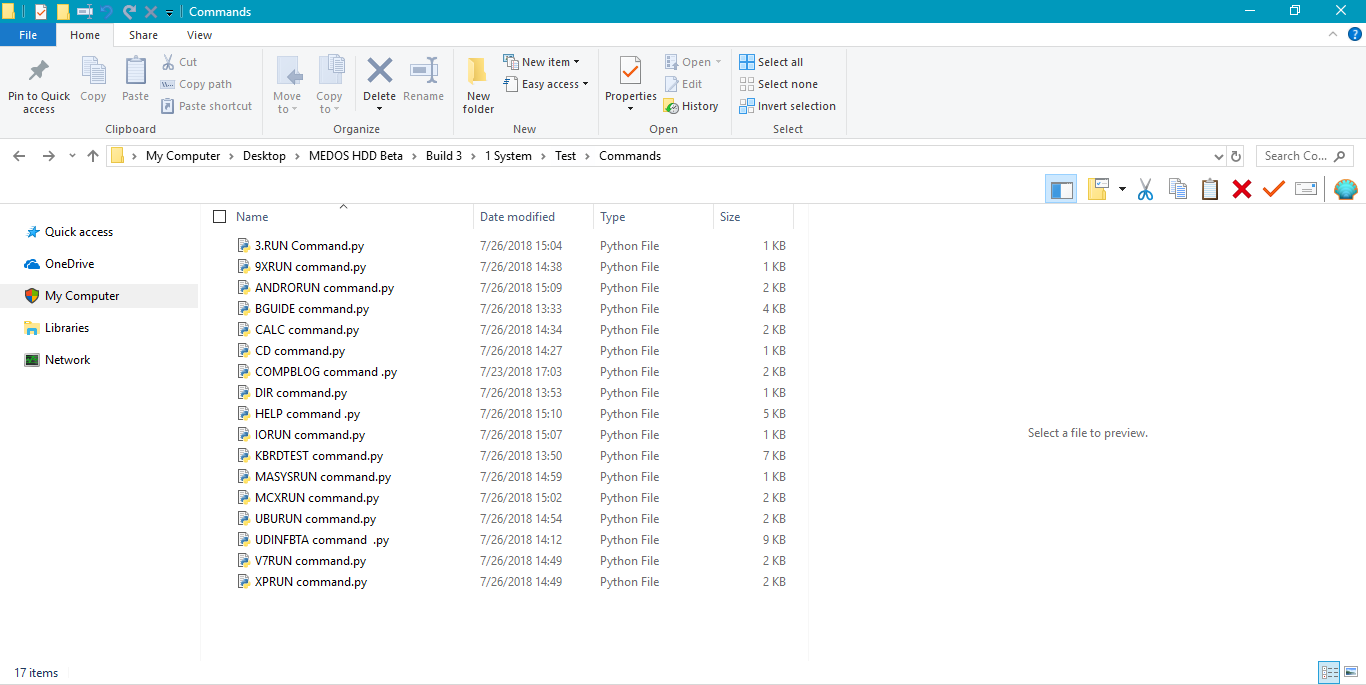 Commands
File Home Share View
Pin to Quick access
Copy
Paste
Cut
Copy path
Paste shortcut
Clipboard
Move to
Copy to
Delete
Rename
Organize
New folder
New item
Easy access
New
Properties
Open
Edit
History
Open
Select all
Select none
Invert selection
Select
My Computer Desktop MEDOS HDD Beta Build 3 1 System Test Commands
Search Co...
Quick access
OneDrive
My Computer
Libraries
Network
Name Date modified Type Size
3.RUN Command.py 7/26/2018 15:04 Python File 1 KB
9XRUN command.py 7/26/2018 14:38 Python File 1 KB
ANDRORUN command.py 7/26/2018 15:09 Python File 2 KB
BGUIDE command.py 7/26/2018 13:33 Python File 4 KB
CALC command.py 7/26/2018 14:34 Python File 2 KB
CD command.py 7/26/2018 14:27 Python File 1 KB
COMPBLOG command .py 7/23/2018 17:03 Python File 2 KB
DIR command.py 7/26/2018 13:53 Python File 1 KB
HELP command .py 7/26/2018 15:10 Python File 5 KB
IORUN command.py 7/26/2018 15:07 Python File 1 KB
KBRDTEST command.py 7/26/2018 13:50 Python File 7 KB
MASYSRUN command.py 7/26/2018 14:59 Python File 1 KB
MCXRUN command.py 7/26/2018 15:02 Python File 2 KB
UBURUN command.py 7/26/2018 14:54 Python File 2 KB
UDINFBTA command  .py 7/26/2018 14:12 Python File 9 KB
V7RUN command.py 7/26/2018 14:49 Python File 2 KB
XPRUN command.py 7/26/2018 14:49 Python File 2 KB
Select a file to preview.
17 items